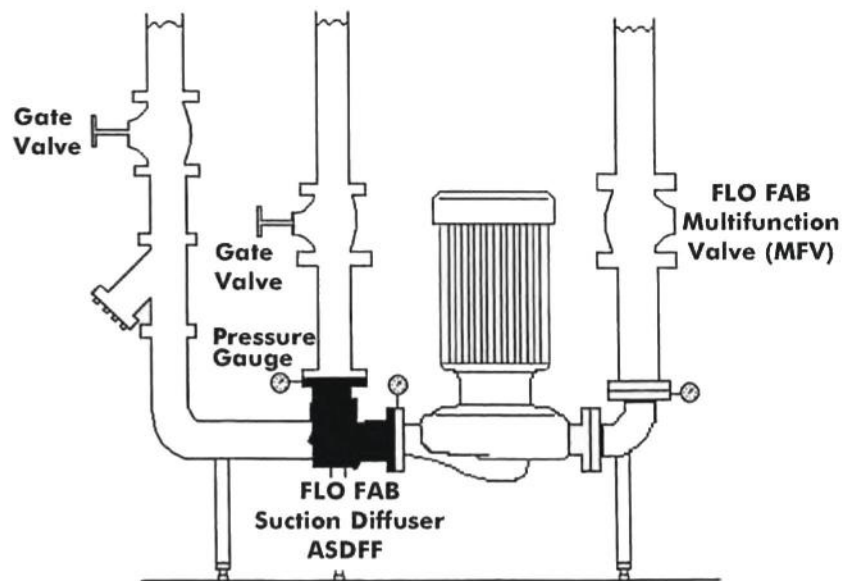 Gate
Valve
Gate
Valve
FLO FAB
Multifunction
Valve (MFV)
Pressure
Gauge
FLO FAB
Suction Diffuser
ASDFF